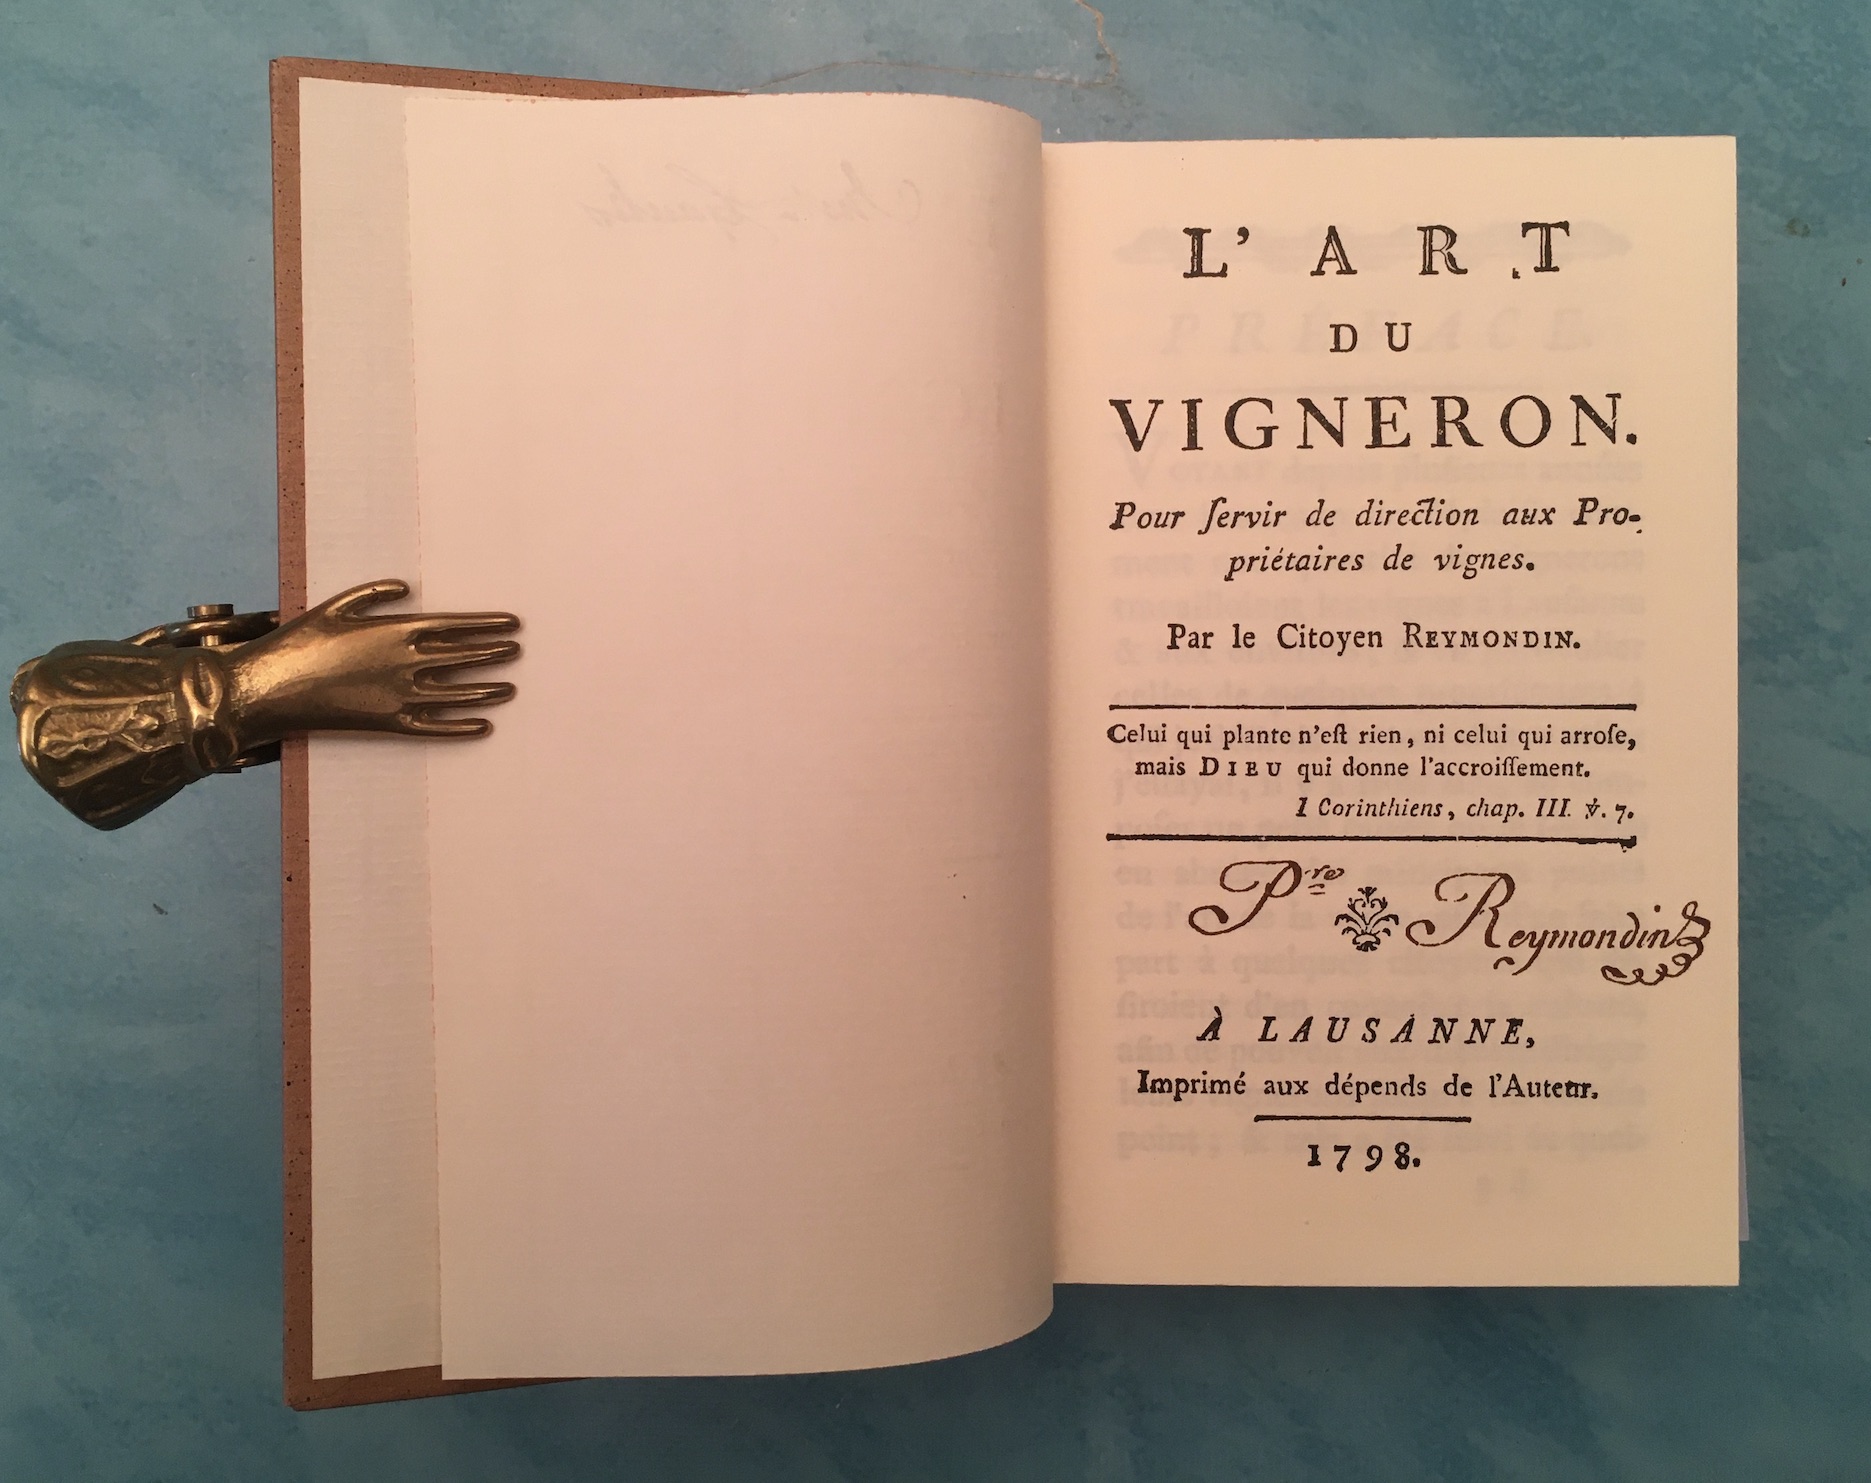 L'ART
DU
VIGNERON.
Pour ſervir de direction aux Pro-
priétaires de vignes.
Par le Citoyen REYMONDIN.
Celui qui plante n'eſt rien, ni celui qui arroſe,
mais DIEU qui donne l'accroiſſement.
1 Corinthiens, chap. III. ℣. 7.
Pre Reymondin
À LAUSANNE,
Imprimé aux dépends de l'Auteur.
1798.